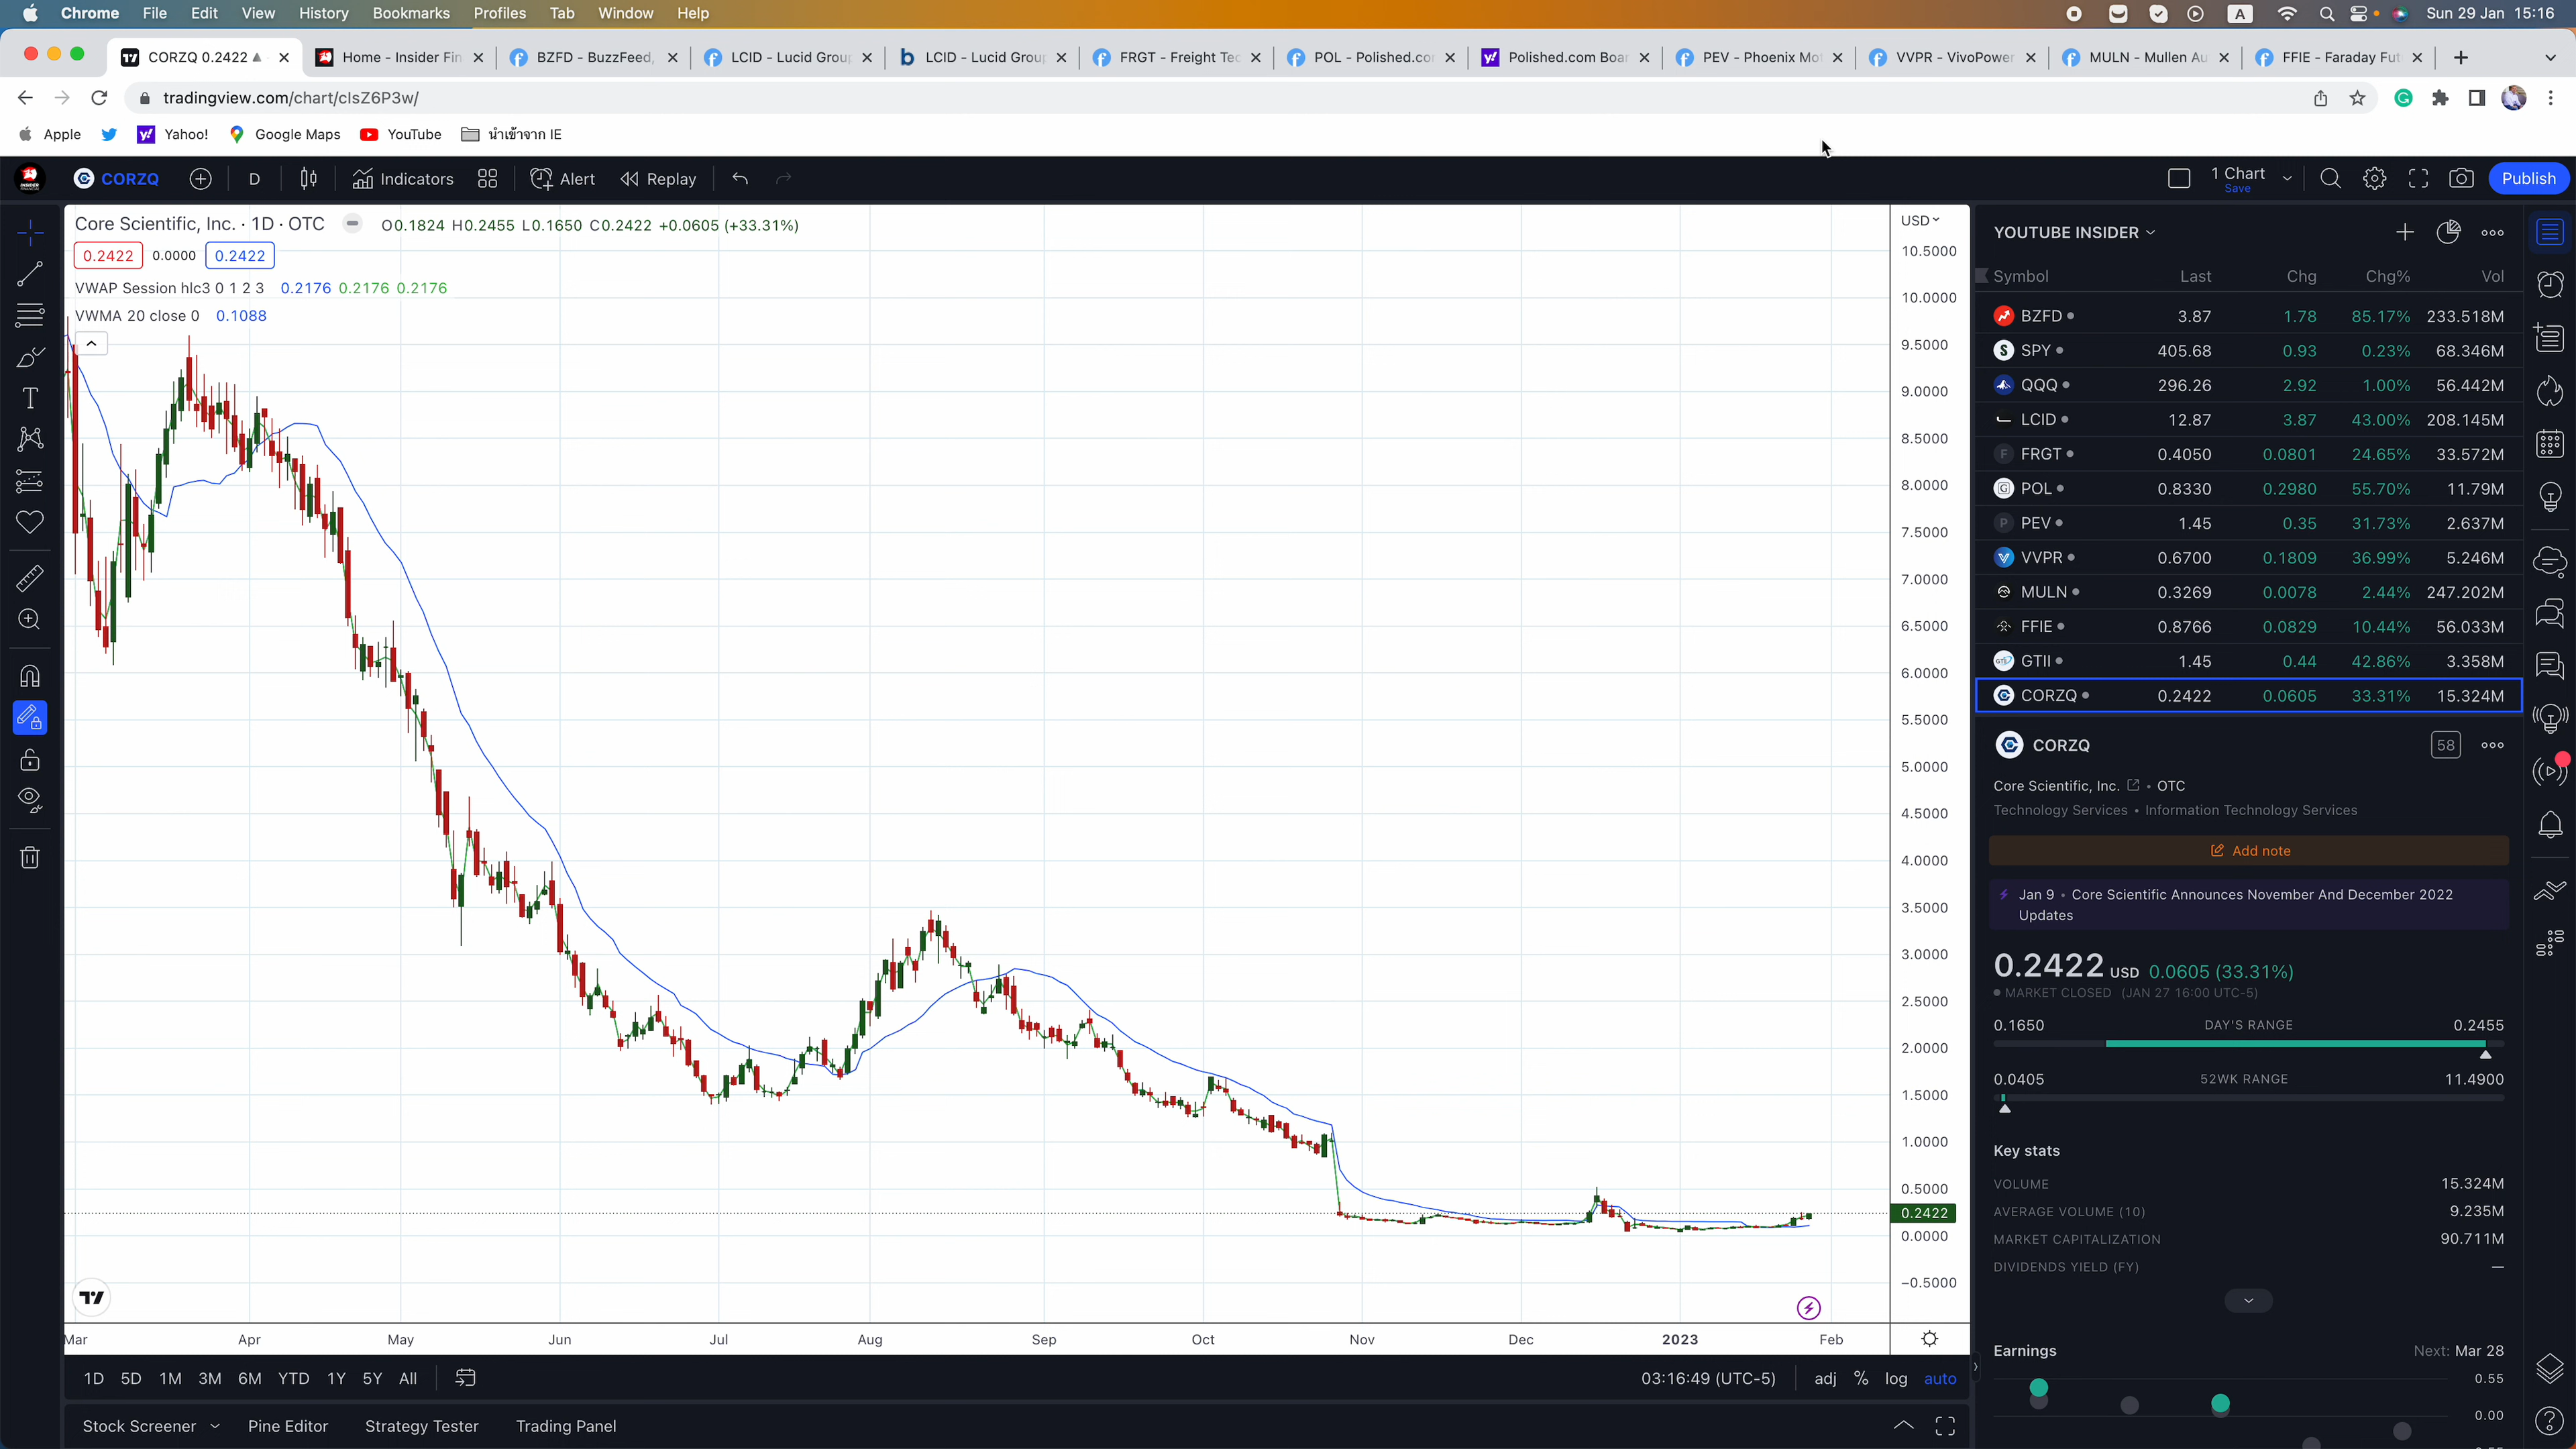 Chrome File Edit View History Bookmarks Profiles Tab Window Help A Sun 29 Jan 15:16
CORZQ 0.2422 Home - Insider Fin BZFD - BuzzFeed, LCID - Lucid Group LCID - Lucid Group FRGT - Freight Tec POL - Polished.co Polished.com Boar PEV - Phoenix Mot VVPR - VivoPower MULN - Mullen Au FFIE - Faraday Fut
tradingview.com/chart/clsZ6P3w/
Apple Yahoo! Google Maps YouTube นำเข้าจาก IE
CORZQ D Indicators Alert Replay 1 Chart Save Publish
Core Scientific, Inc. · 1D · OTC O0.1824 H0.2455 L0.1650 C0.2422 +0.0605 (+33.31%)
0.2422 0.0000 0.2422
VWAP Session hlc3 0 1 2 3 0.2176 0.2176 0.2176
VWMA 20 close 0 0.1088
USD
10.5000
10.0000
9.5000
9.0000
8.5000
8.0000
7.5000
7.0000
6.5000
6.0000
5.5000
5.0000
4.5000
4.0000
3.5000
3.0000
2.5000
2.0000
1.5000
1.0000
0.5000
0.2422
0.0000
−0.5000
Mar Apr May Jun Jul Aug Sep Oct Nov Dec 2023 Feb
1D 5D 1M 3M 6M YTD 1Y 5Y All 03:16:49 (UTC-5) adj % log auto
Stock Screener Pine Editor Strategy Tester Trading Panel
YOUTUBE INSIDER
Symbol Last Chg Chg% Vol
BZFD 3.87 1.78 85.17% 233.518M
SPY 405.68 0.93 0.23% 68.346M
QQQ 296.26 2.92 1.00% 56.442M
LCID 12.87 3.87 43.00% 208.145M
FRGT 0.4050 0.0801 24.65% 33.572M
POL 0.8330 0.2980 55.70% 11.79M
PEV 1.45 0.35 31.73% 2.637M
VVPR 0.6700 0.1809 36.99% 5.246M
MULN 0.3269 0.0078 2.44% 247.202M
FFIE 0.8766 0.0829 10.44% 56.033M
GTII 1.45 0.44 42.86% 3.358M
CORZQ 0.2422 0.0605 33.31% 15.324M
CORZQ 58
Core Scientific, Inc. • OTC
Technology Services • Information Technology Services
Add note
Jan 9 • Core Scientific Announces November And December 2022
Updates
0.2422 USD 0.0605 (33.31%)
MARKET CLOSED (JAN 27 16:00 UTC-5)
0.1650 DAY'S RANGE 0.2455
0.0405 52WK RANGE 11.4900
Key stats
VOLUME 15.324M
AVERAGE VOLUME (10) 9.235M
MARKET CAPITALIZATION 90.711M
DIVIDENDS YIELD (FY) —
Earnings Next: Mar 28
0.55
0.00